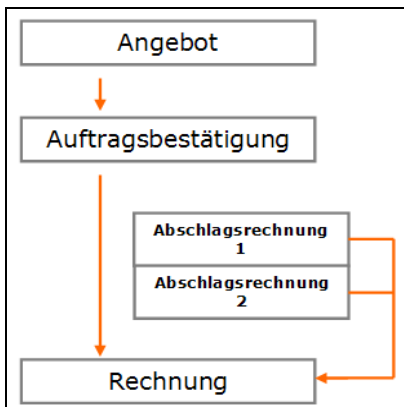 Angebot
Auftragsbestätigung
Abschlagsrechnung
1
Abschlagsrechnung
2
Rechnung